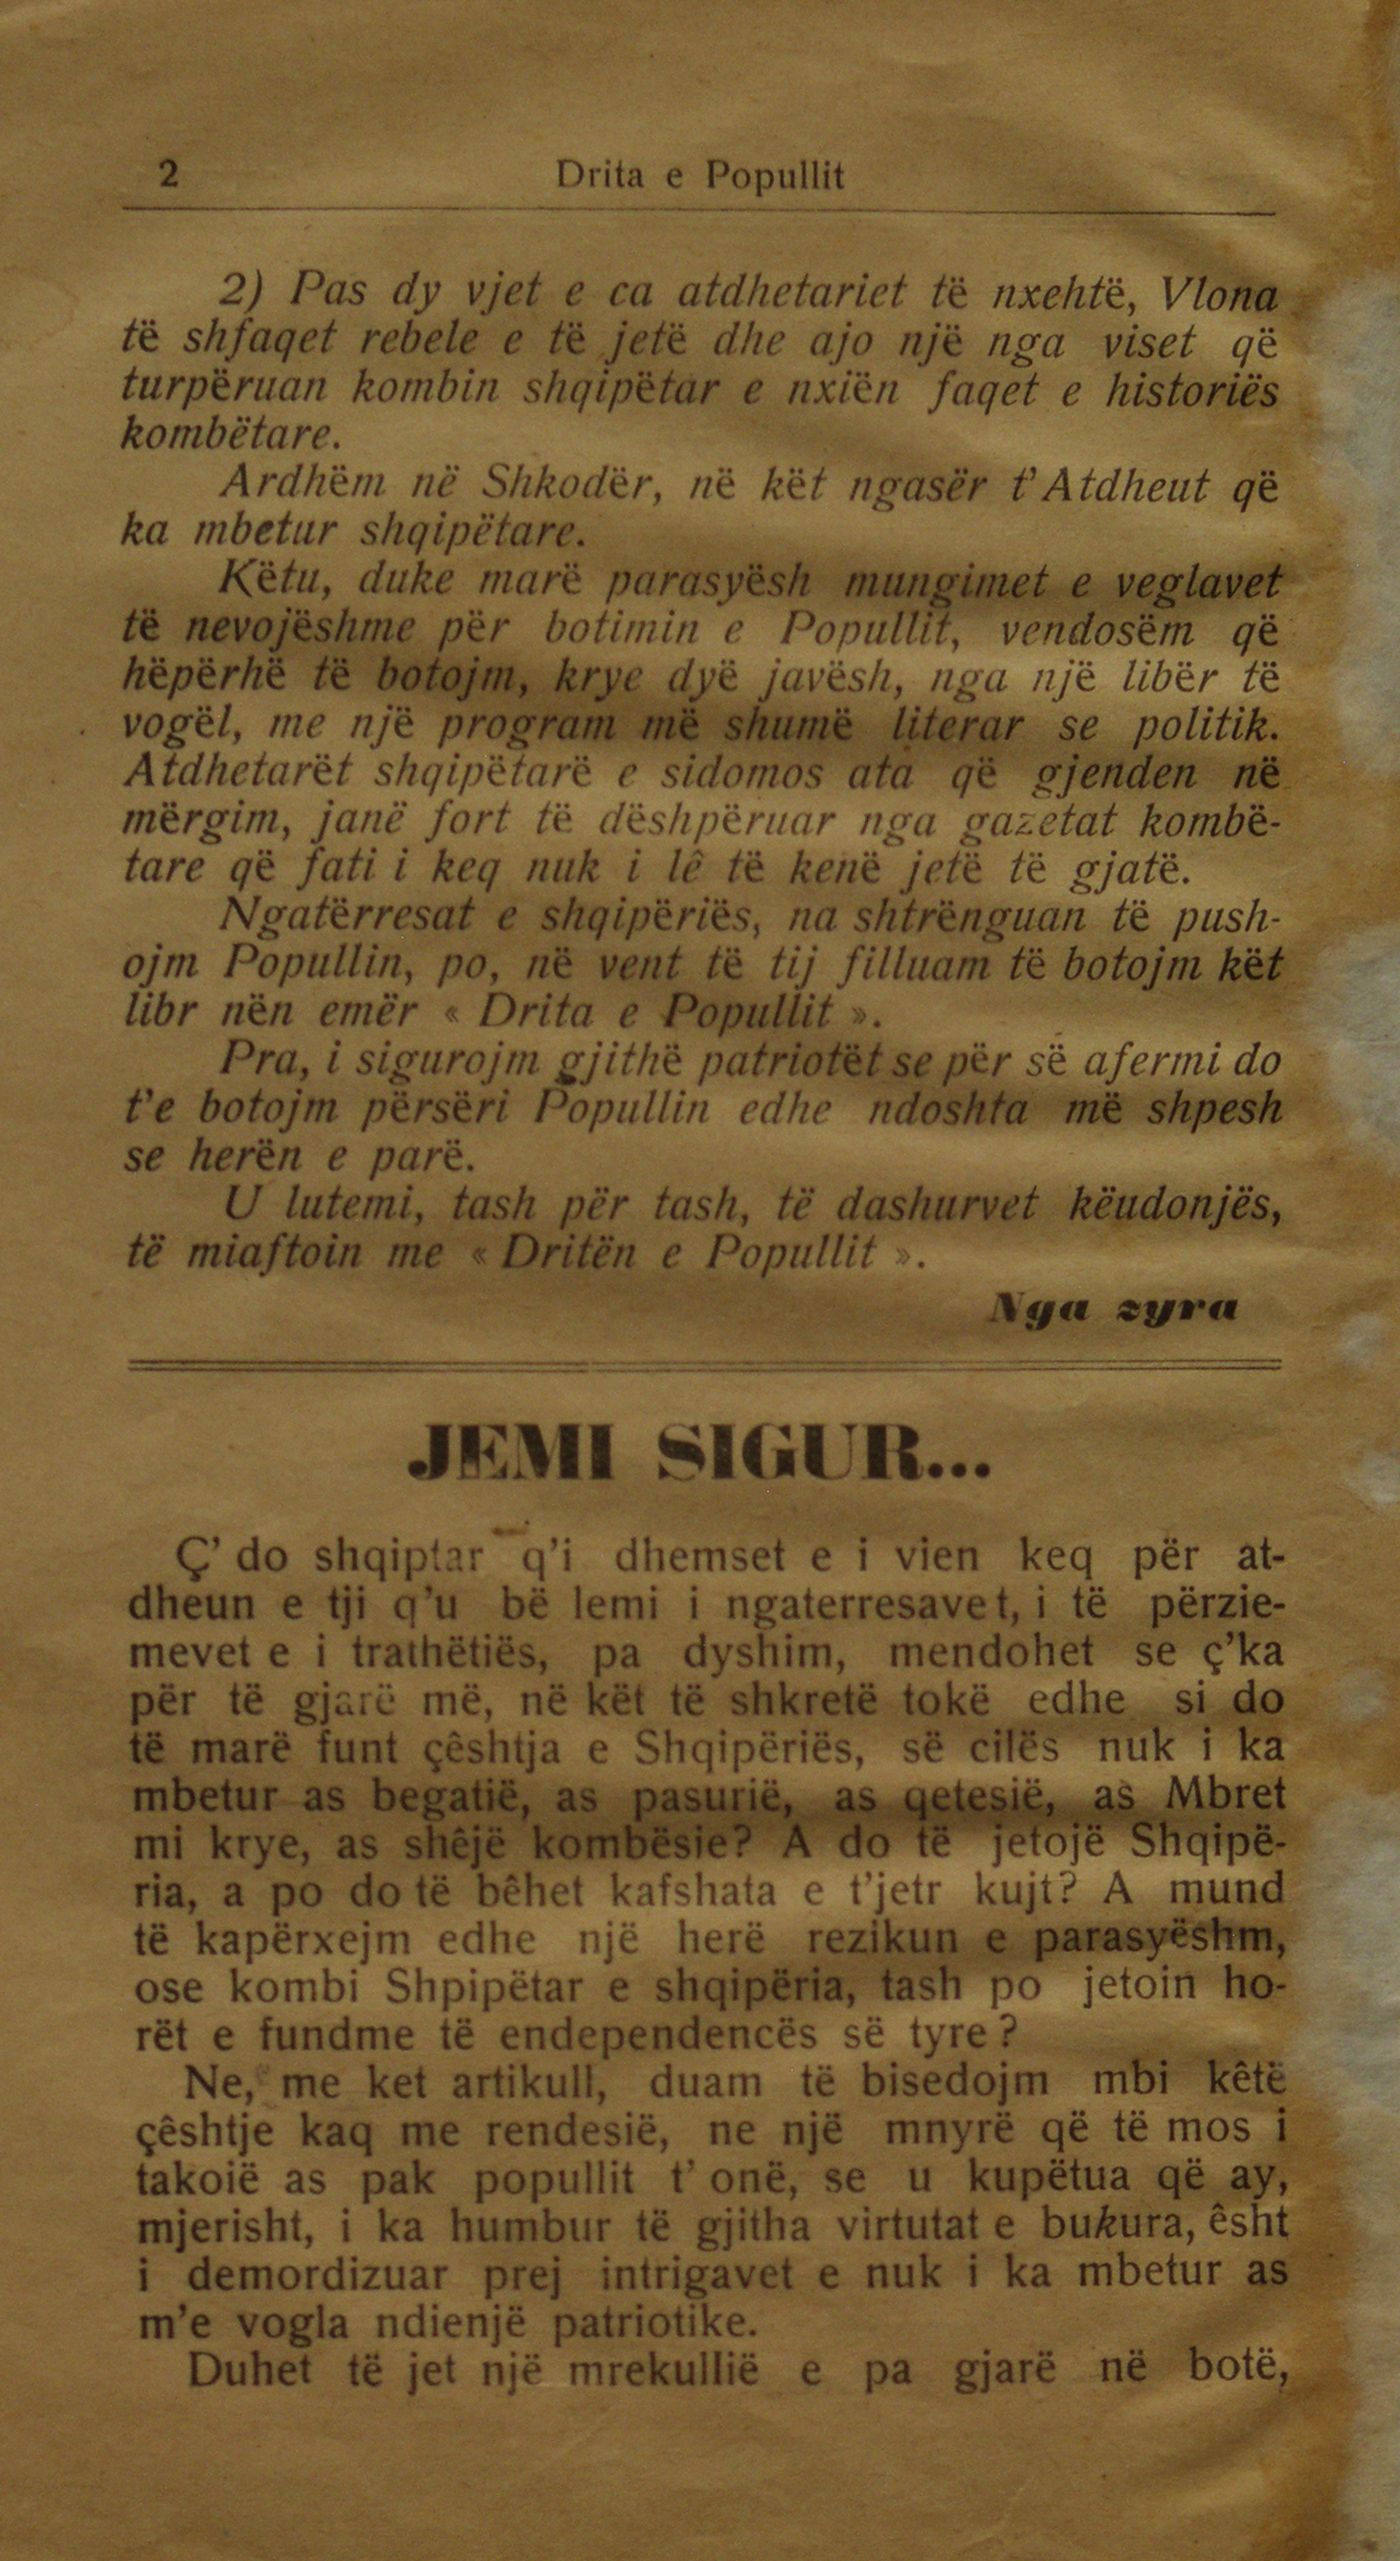 2 Drita e Popullit
2) Pas dy vjet e ca atdhetariet të nxehtë, Vlona
të shfaqet rebele e të jetë dhe ajo një nga viset që
turpëruan kombin shqipëtar e nxiën faqet e historiës
kombëtare.
Ardhëm në Shkodër, në kët ngasër t' Atdheut që
ka mbetur shqipëtare.
Këtu, duke marë parasyësh mungimet e veglavet
të nevojëshme për botimin e Popullit, vendosëm që
hëpërhë të botojm, krye dyë javësh, nga një libër të
vogël, me një program më shumë literar se politik.
Atdhetarët shqipëtarë e sidomos ata që gjenden në
mërgim, janë fort të dëshpëruar nga gazetat kombë-
tare që fati i keq nuk i lê të kenë jetë të gjatë.
Ngatërresat e shqipëriës, na shtrënguan të push-
ojm Popullin, po, në vent të tij filluam të botojm kët
libr nën emër « Drita e Popullit ».
Pra, i sigurojm gjithë patriotët se për së afermi do
t'e botojm përsëri Popullin edhe ndoshta më shpesh
se herën e parë.
U lutemi, tash për tash, të dashurvet këudonjës,
të miaftoin me « Dritën e Popullit ».
Nga zyra
JEMI SIGUR...
Ç' do shqiptar q'i dhemset e i vien keq për at-
dheun e tji q'u bë lemi i ngaterresavet, i të përzie-
mevet e i trathëtiës, pa dyshim, mendohet se ç'ka
për të gjarë më, në kët të shkretë tokë edhe si do
të marë funt çështja e Shqipëriës, së cilës nuk i ka
mbetur as begatië, as pasurië, as qetesië, as Mbret
mi krye, as shêjë kombësie? A do të jetojë Shqipë-
ria, a po do të bêhet kafshata e t'jetr kujt? A mund
të kapërxejm edhe një herë rezikun e parasyëshm,
ose kombi Shpipëtar e shqipëria, tash po jetoin ho-
rët e fundme të endependencës së tyre ?
Ne, me ket artikull, duam të bisedojm mbi kêtë
çêshtje kaq me rendesië, ne një mnyrë që të mos i
takoië as pak popullit t' onë, se u kupëtua që ay,
mjerisht, i ka humbur të gjitha virtutat e bukura, êsht
i demordizuar prej intrigavet e nuk i ka mbetur as
m'e vogla ndienjë patriotike.
Duhet të jet një mrekullië e pa gjarë në botë,